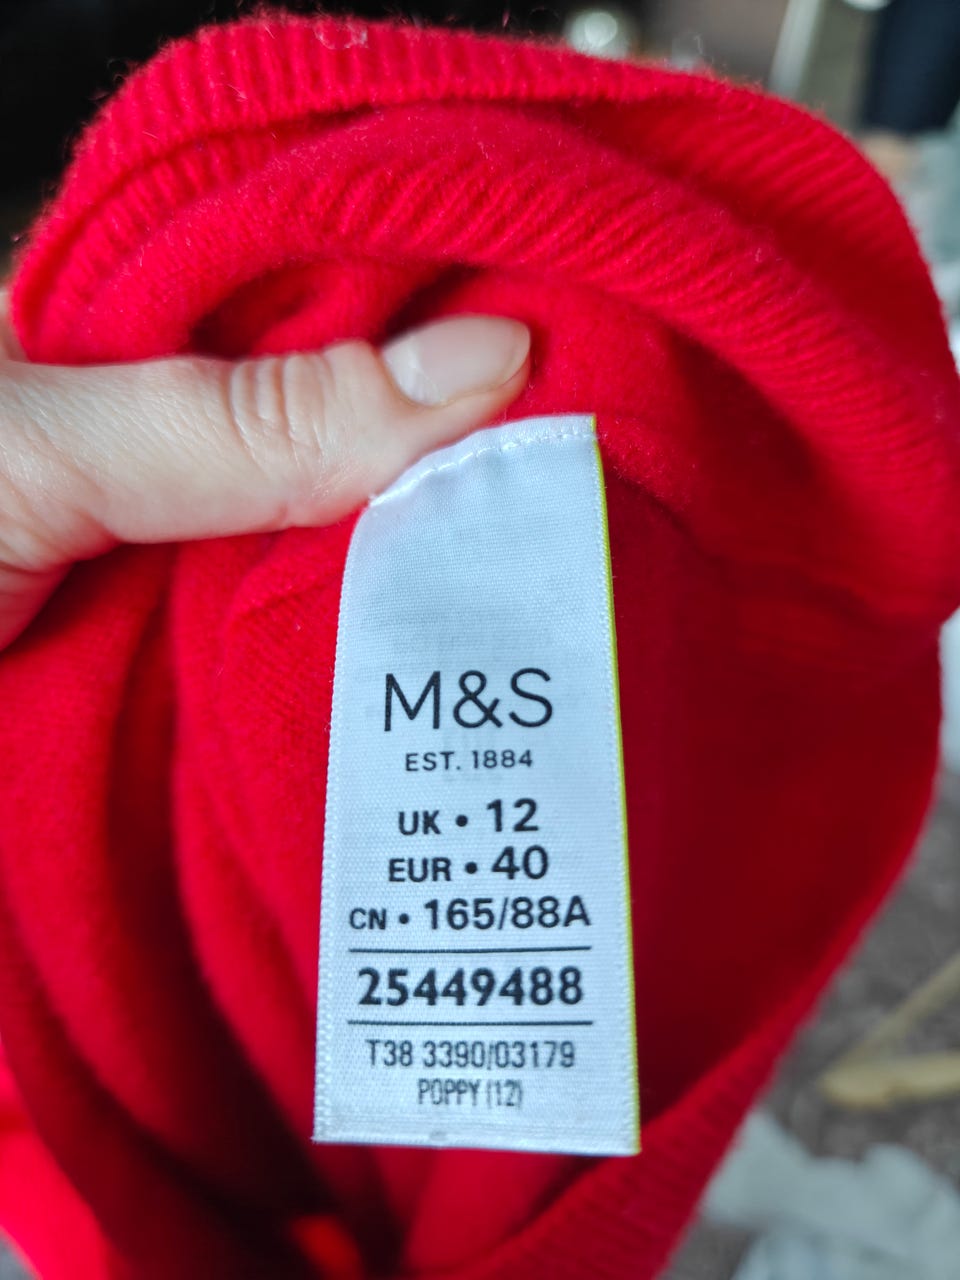 M&S
EST. 1884
UK • 12
EUR • 40
CN • 165/88A
25449488
T38 3390/03179
POPPY (12)